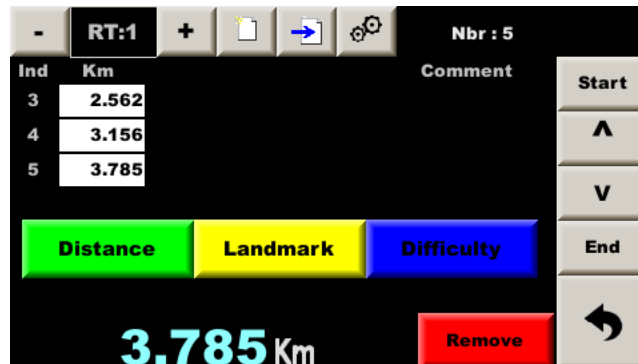 - RT:1 + Nbr : 5
Ind Km Comment Start
3 2.562
4 3.156 ʌ
5 3.785
v
Distance Landmark Difficulty End
3.785 Km Remove